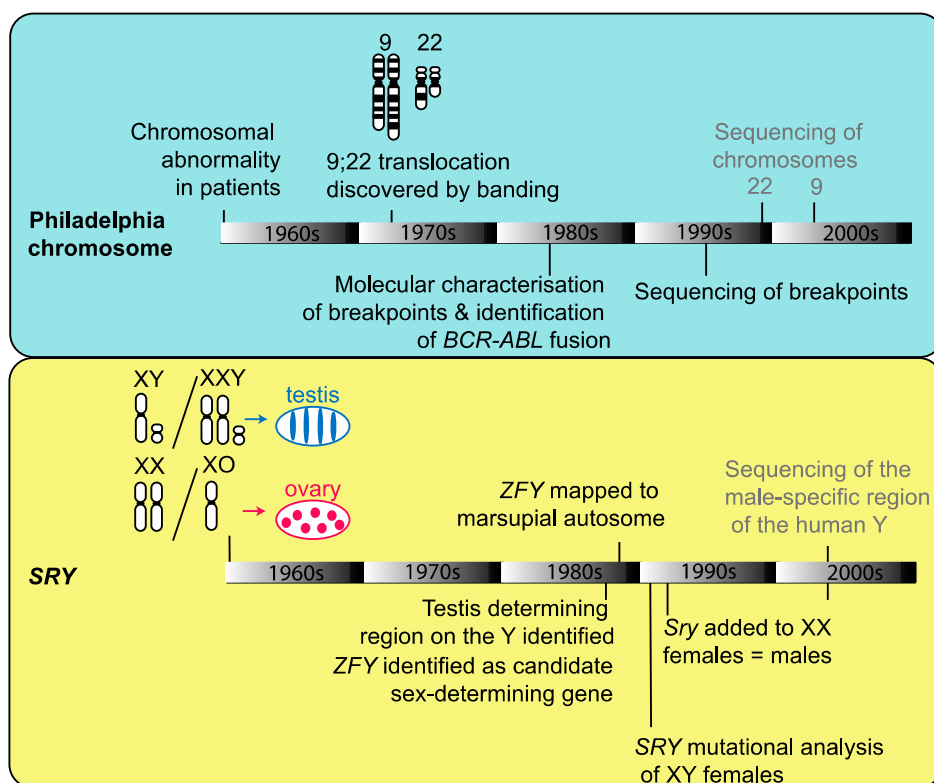 9 22
Chromosomal
abnormality
in patients
9;22 translocation
discovered by banding
Sequencing of
chromosomes
22 9
Philadelphia
chromosome
1960s 1970s 1980s 1990s 2000s
Molecular characterisation
of breakpoints & identification
of BCR-ABL fusion
Sequencing of breakpoints
XY XXY
testis
XX XO
ovary
ZFY mapped to
marsupial autosome
Sequencing of the
male-specific region
of the human Y
SRY
1960s 1970s 1980s 1990s 2000s
Testis determining
region on the Y identified
ZFY identified as candidate
sex-determining gene
Sry added to XX
females = males
SRY mutational analysis
of XY females